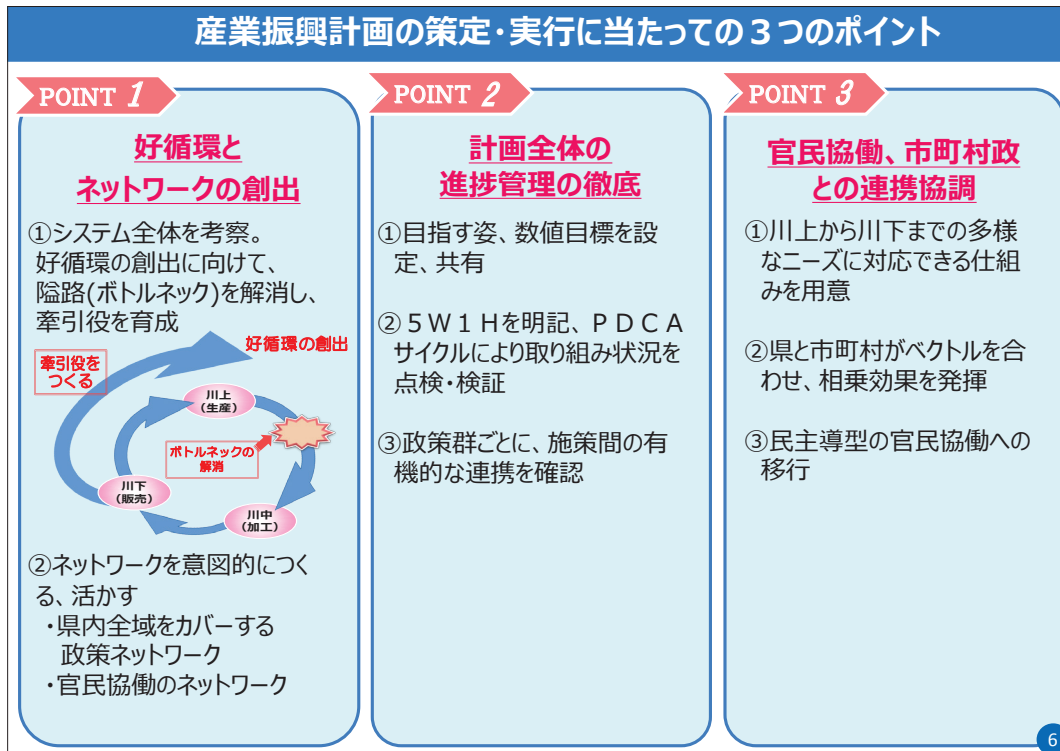 産業振興計画の策定・実行に当たっての3つのポイント
POINT 1
好循環と
ネットワークの創出
①システム全体を考察。
好循環の創出に向けて、
隘路(ボトルネック)を解消し、
牽引役を育成
好循環の創出
牽引役を
つくる
川上
(生産)
ボトルネックの
解消
川下
(販売)
川中
(加工)
②ネットワークを意図的につく
る、活かす
・県内全域をカバーする
政策ネットワーク
・官民協働のネットワーク
POINT 2
計画全体の
進捗管理の徹底
①目指す姿、数値目標を設
定、共有
②5W1Hを明記、PDCA
サイクルにより取り組み状況を
点検・検証
③政策群ごとに、施策間の有
機的な連携を確認
POINT 3
官民協働、市町村政
との連携協調
①川上から川下までの多様
なニーズに対応できる仕組
みを用意
②県と市町村がベクトルを合
わせ、相乗効果を発揮
③民主導型の官民協働への
移行
6